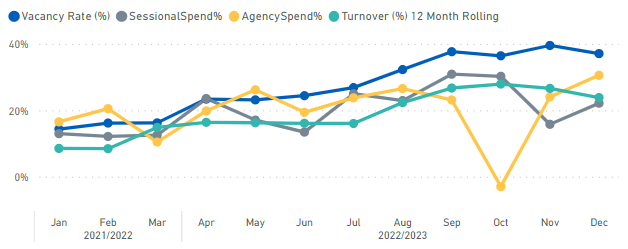 Vacancy Rate (%) SessionalSpend% AgencySpend% Turnover (%) 12 Month Rolling
40%
20%
0%
Jan Feb Mar Apr May Jun Jul Aug Sep Oct Nov Dec
2021/2022 2022/2023